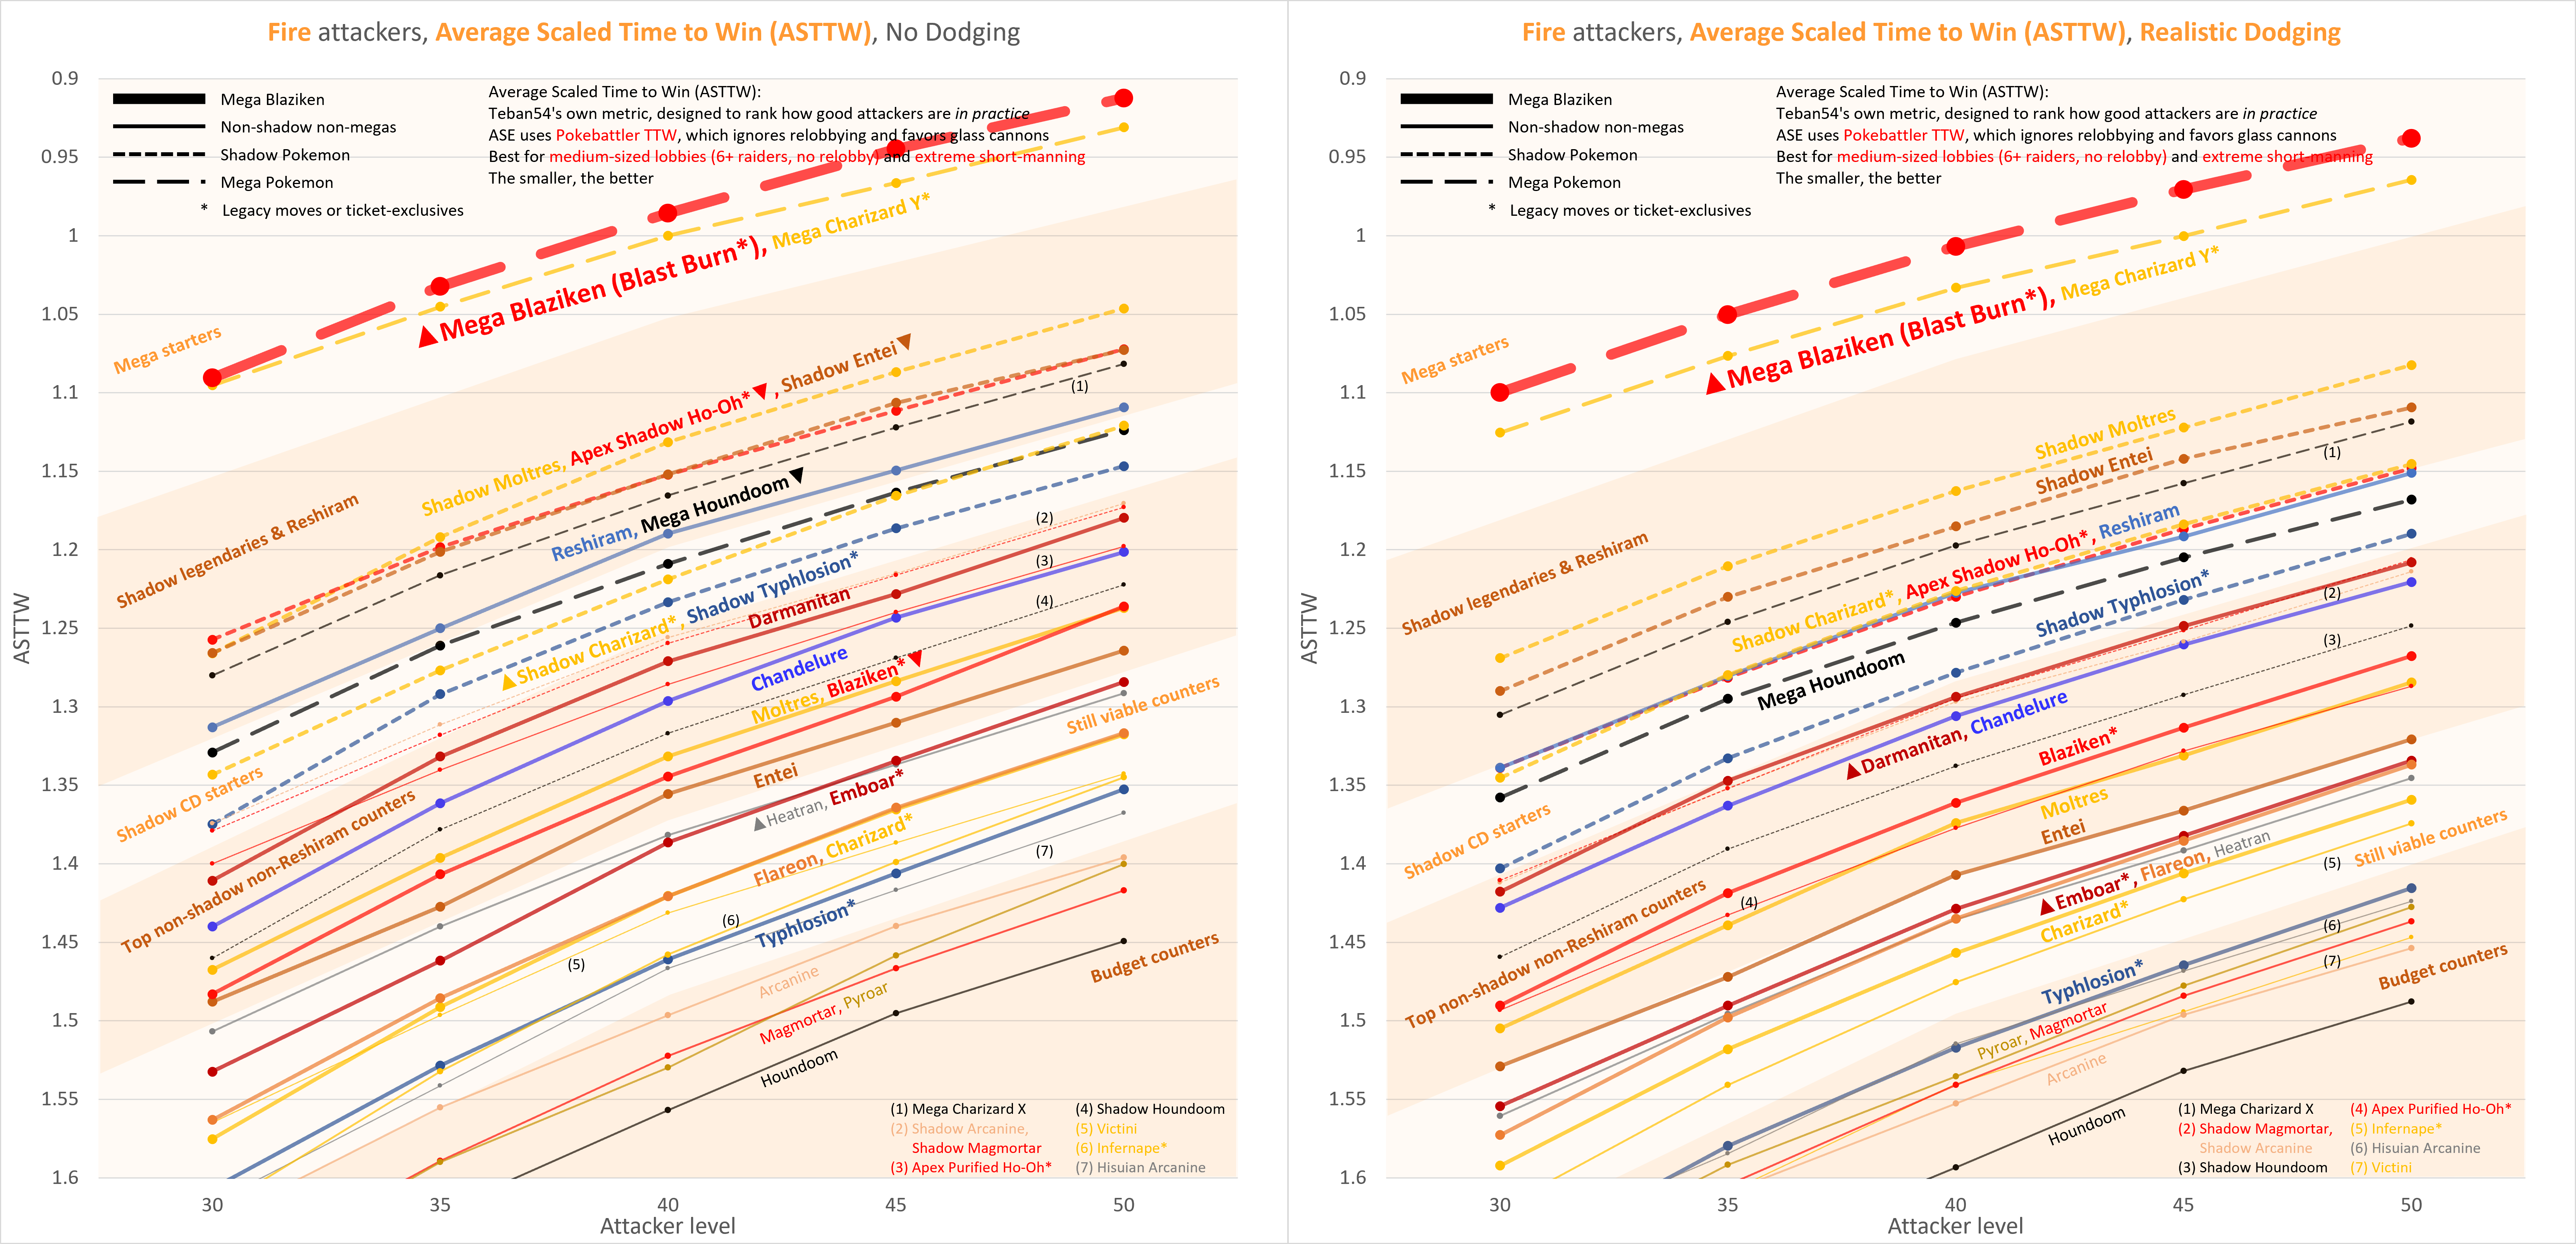 Fire attackers, Average Scaled Time to Win (ASTTW), No Dodging
0.9
0.95
1
1.05
1.1
1.15
1.2
1.25
1.3
1.35
1.4
1.45
1.5
1.55
1.6
ASTTW
Mega Blaziken
Non-shadow non-megas
Shadow Pokemon
Mega Pokemon
* Legacy moves or ticket-exclusives
Average Scaled Time to Win (ASTTW):
Teban54's own metric, designed to rank how good attackers are in practice
ASE uses Pokebattler TTW, which ignores relobbying and favors glass cannons
Best for medium-sized lobbies (6+ raiders, no relobby) and extreme short-manning
The smaller, the better
Mega starters
▲Mega Blaziken (Blast Burn*), Mega Charizard Y*
Shadow legendaries & Reshiram
Shadow Moltres, Apex Shadow Ho-Oh*▼, Shadow Entei▼
(1)
Reshiram, Mega Houndoom▼
Shadow CD starters
▲Shadow Charizard*, Shadow Typhlosion*
(2)
Darmanitan
(3)
Chandelure
(4)
Top non-shadow non-Reshiram counters
Moltres, Blaziken*▼
Entei
Still viable counters
▲Heatran, Emboar*
Flareon, Charizard*
(5)
(6)
Typhlosion*
(7)
Arcanine
Magmortar, Pyroar
Houndoom
Budget counters
(1) Mega Charizard X
(2) Shadow Arcanine,
Shadow Magmortar
(3) Apex Purified Ho-Oh*
(4) Shadow Houndoom
(5) Victini
(6) Infernape*
(7) Hisuian Arcanine
30 35 40 45 50
Attacker level
Fire attackers, Average Scaled Time to Win (ASTTW), Realistic Dodging
0.9
0.95
1
1.05
1.1
1.15
1.2
1.25
1.3
1.35
1.4
1.45
1.5
1.55
1.6
ASTTW
Mega Blaziken
Non-shadow non-megas
Shadow Pokemon
Mega Pokemon
* Legacy moves or ticket-exclusives
Average Scaled Time to Win (ASTTW):
Teban54's own metric, designed to rank how good attackers are in practice
ASE uses Pokebattler TTW, which ignores relobbying and favors glass cannons
Best for medium-sized lobbies (6+ raiders, no relobby) and extreme short-manning
The smaller, the better
Mega starters
▲Mega Blaziken (Blast Burn*), Mega Charizard Y*
Shadow legendaries & Reshiram
Shadow Moltres
Shadow Entei
(1)
Shadow Charizard*, Apex Shadow Ho-Oh*, Reshiram
Mega Houndoom
Shadow CD starters
Shadow Typhlosion*
(2)
▲Darmanitan, Chandelure
(3)
Top non-shadow non-Reshiram counters
Blaziken*
(4)
Moltres
Entei
Still viable counters
▲Emboar*, Flareon, Heatran
(5)
Charizard*
Typhlosion*
(6)
(7)
Pyroar, Magmortar
Arcanine
Houndoom
Budget counters
(1) Mega Charizard X
(2) Shadow Magmortar,
Shadow Arcanine
(3) Shadow Houndoom
(4) Apex Purified Ho-Oh*
(5) Infernape*
(6) Hisuian Arcanine
(7) Victini
30 35 40 45 50
Attacker level